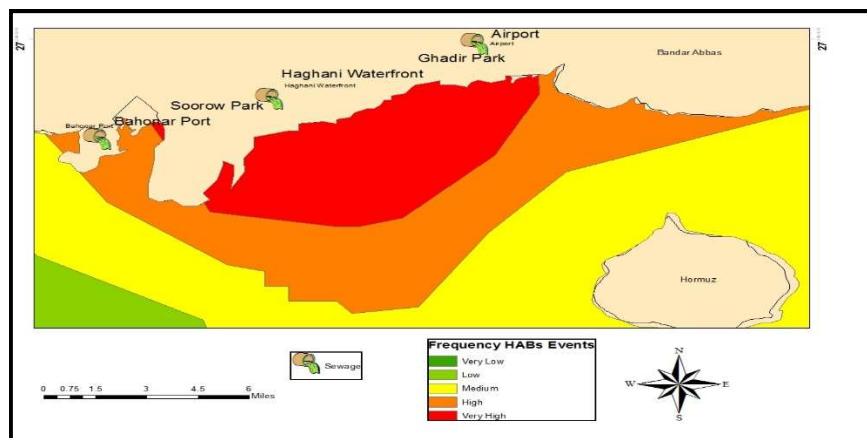 27
27
Airport
Airport
Bandar Abbas
Ghadir Park
Haghani Waterfront
Haghani Waterfront
Soorow Park
Bahonar Port
Bahonar Port
Hormuz
Sewage
Frequency HABs Events
Very Low
Low
Medium
High
Very High
N
W
E
S
0 0.75 1.5 3 4.5 6
Miles